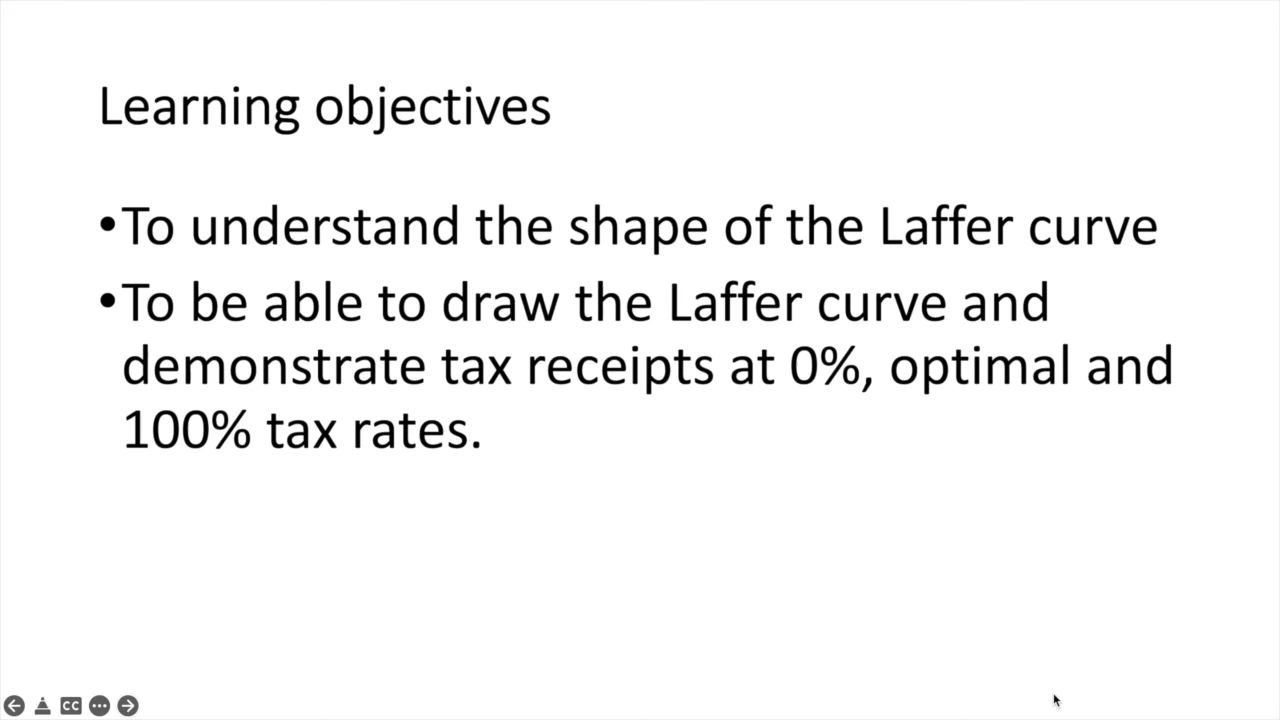 Learning objectives
•To understand the shape of the Laffer curve
•To be able to draw the Laffer curve and
demonstrate tax receipts at 0%, optimal and
100% tax rates.
CC